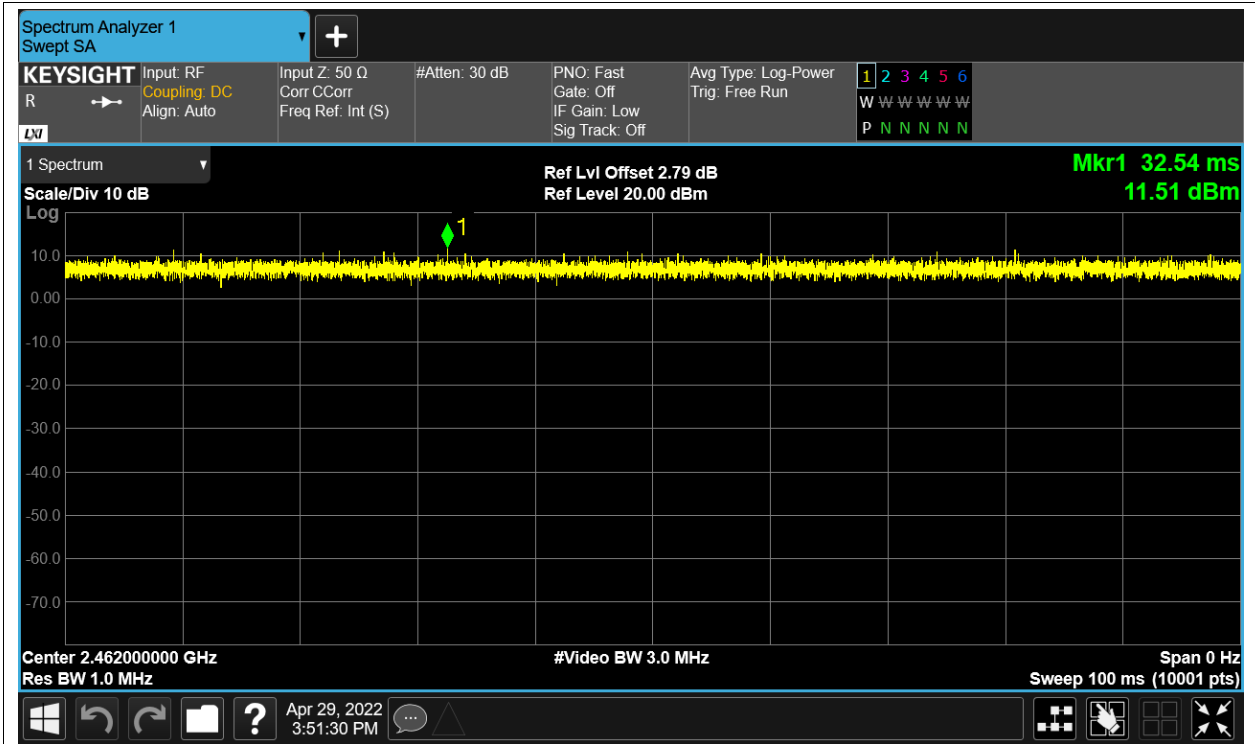 Spectrum Analyzer 1
Swept SA
KEYSIGHT
R
LXI
Input: RF
Coupling: DC
Align: Auto
Input Z: 50 Ω
Corr CCorr
Freq Ref: Int (S)
#Atten: 30 dB
PNO: Fast
Gate: Off
IF Gain: Low
Sig Track: Off
Avg Type: Log-Power
Trig: Free Run
1 2 3 4 5 6
W W W W W W
P N N N N N
1 Spectrum
Scale/Div 10 dB
Log
Ref Lvl Offset 2.79 dB
Ref Level 20.00 dBm
Mkr1 32.54 ms
11.51 dBm
1
10.0
0.00
-10.0
-20.0
-30.0
-40.0
-50.0
-60.0
-70.0
Center 2.462000000 GHz
Res BW 1.0 MHz
#Video BW 3.0 MHz
Span 0 Hz
Sweep 100 ms (10001 pts)
?
Apr 29, 2022
3:51:30 PM